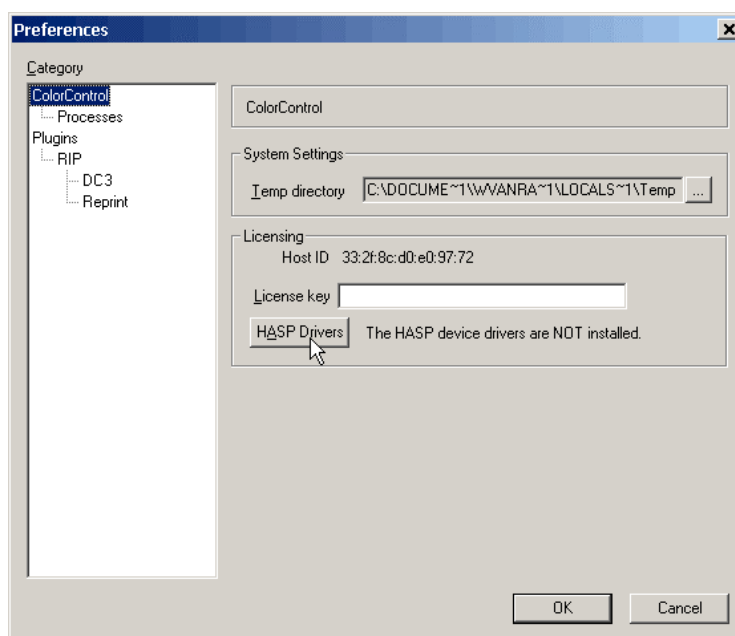 Preferences
Category
ColorControl
Processes
Plugins
RIP
DC3
Reprint
ColorControl
System Settings
Temp directory C:\DOCUME~1\WVANRA~1\LOCALS~1\Temp ...
Licensing
Host ID 33:2f:8c:d0:e0:97:72
License key
HASP Drivers The HASP device drivers are NOT installed.
OK Cancel